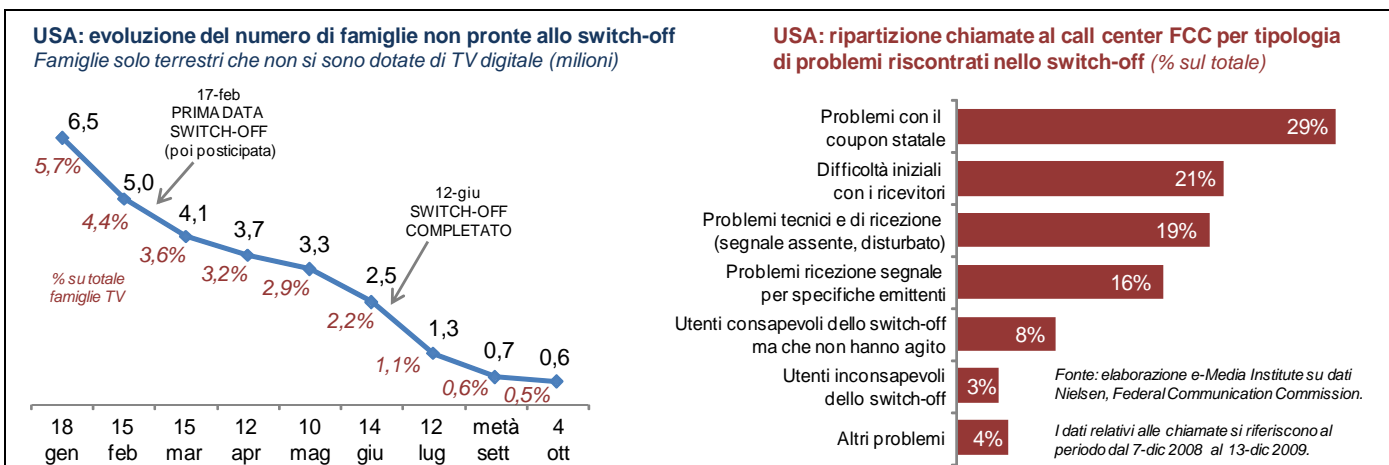 USA: evoluzione del numero di famiglie non pronte allo switch-off
Famiglie solo terrestri che non si sono dotate di TV digitale (milioni)
17-feb
PRIMA DATA
SWITCH-OFF
(poi posticipata)
12-giu
SWITCH-OFF
COMPLETATO
6,5
5,0
4,1
3,7
3,3
2,5
1,3
0,7
0,6
5,7%
4,4%
3,6%
3,2%
2,9%
2,2%
1,1%
0,6%
0,5%
% su totale
famiglie TV
18 gen
15 feb
15 mar
12 apr
10 mag
14 giu
12 lug
metà sett
4 ott
USA: ripartizione chiamate al call center FCC per tipologia
di problemi riscontrati nello switch-off (% sul totale)
Problemi con il
coupon statale
29%
Difficoltà iniziali
con i ricevitori
21%
Problemi tecnici e di ricezione
(segnale assente, disturbato)
19%
Problemi ricezione segnale
per specifiche emittenti
16%
Utenti consapevoli dello switch-off
ma che non hanno agito
8%
Utenti inconsapevoli
dello switch-off
3%
Altri problemi
4%
Fonte: elaborazione e-Media Institute su dati
Nielsen, Federal Communication Commission.
I dati relativi alle chiamate si riferiscono al
periodo dal 7-dic 2008 al 13-dic 2009.